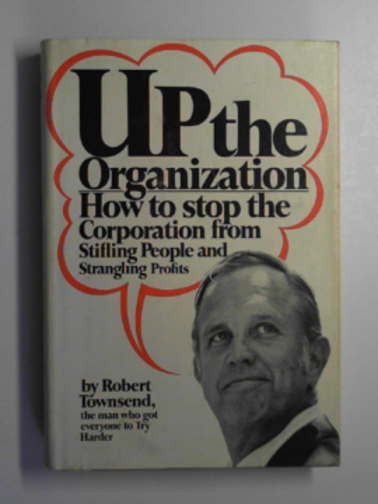 UP the
Organization
How to stop the
Corporation from
Stifling People and
Strangling Profits
by Robert
Townsend,
the man who got
everyone to Try
Harder